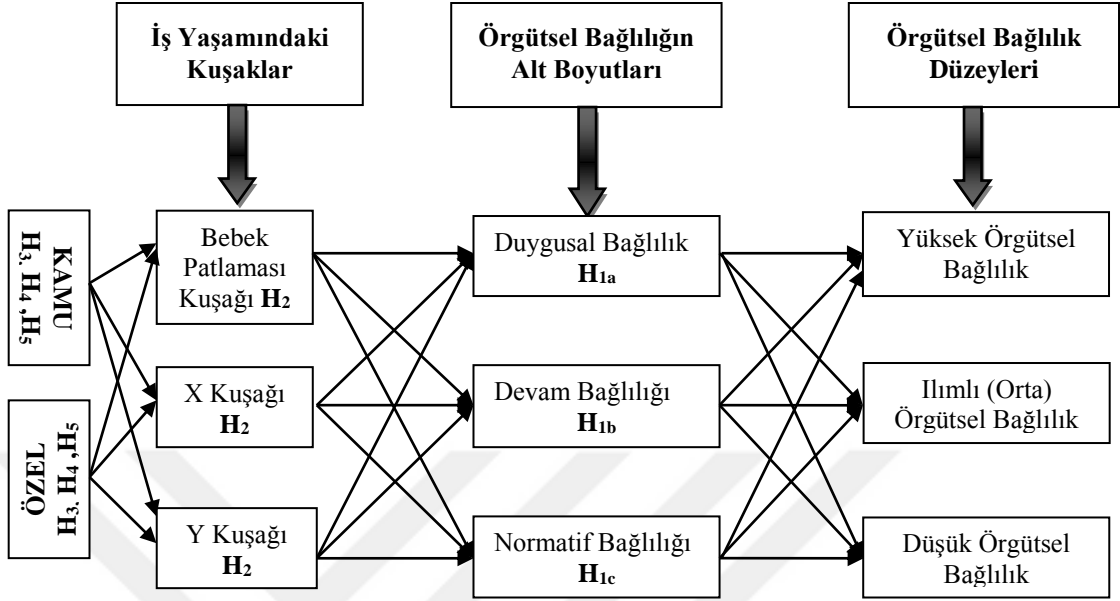 İş Yaşamındaki
Kuşaklar
Örgütsel Bağlılığın
Alt Boyutları
Örgütsel Bağlılık
Düzeyleri
KAMU
H3, H4 ,H5
ÖZEL
H3, H4 ,H5
Bebek
Patlaması
Kuşağı H2
X Kuşağı
H2
Y Kuşağı
H2
Duygusal Bağlılık
H1a
Devam Bağlılığı
H1b
Normatif Bağlılığı
H1c
Yüksek Örgütsel
Bağlılık
Ilımlı (Orta)
Örgütsel Bağlılık
Düşük Örgütsel
Bağlılık